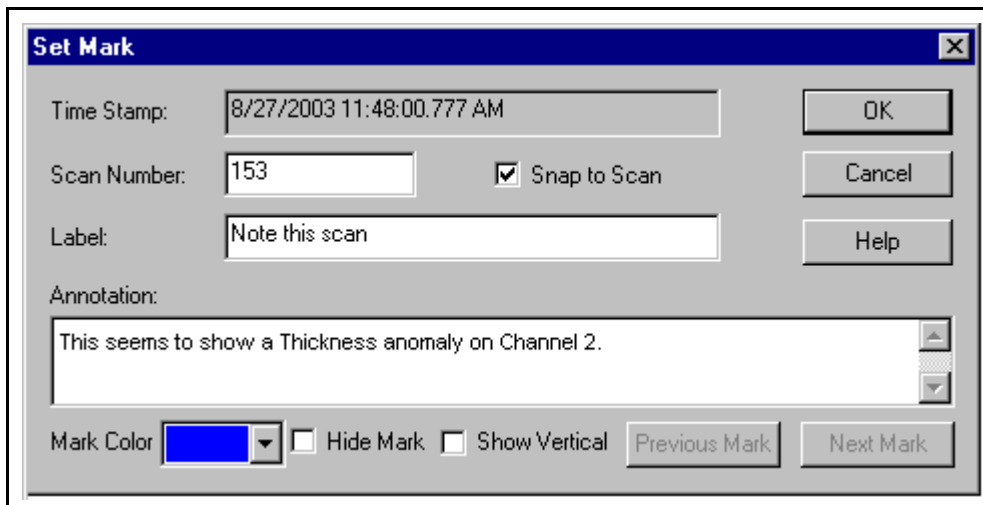 Set Mark
Time Stamp: 8/27/2003 11:48:00.777 AM OK
Scan Number: 153 Snap to Scan Cancel
Label: Note this scan Help
Annotation:
This seems to show a Thickness anomaly on Channel 2.
Mark Color Hide Mark Show Vertical Previous Mark Next Mark